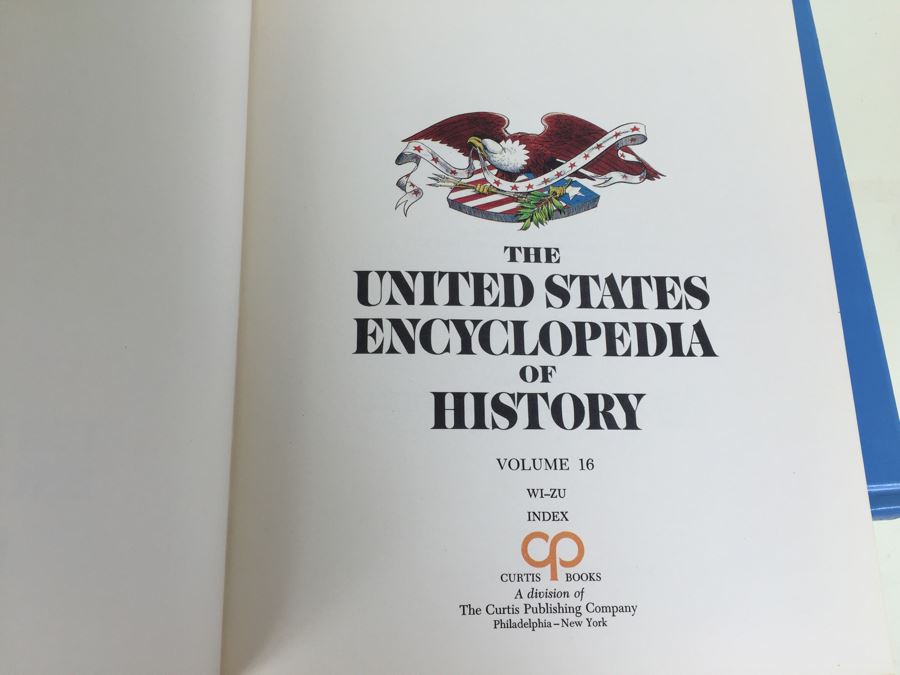 THE
UNITED STATES
ENCYCLOPEDIA
OF
HISTORY
VOLUME 16
WI–ZU
INDEX
cp
CURTIS BOOKS
A division of
The Curtis Publishing Company
Philadelphia – New York